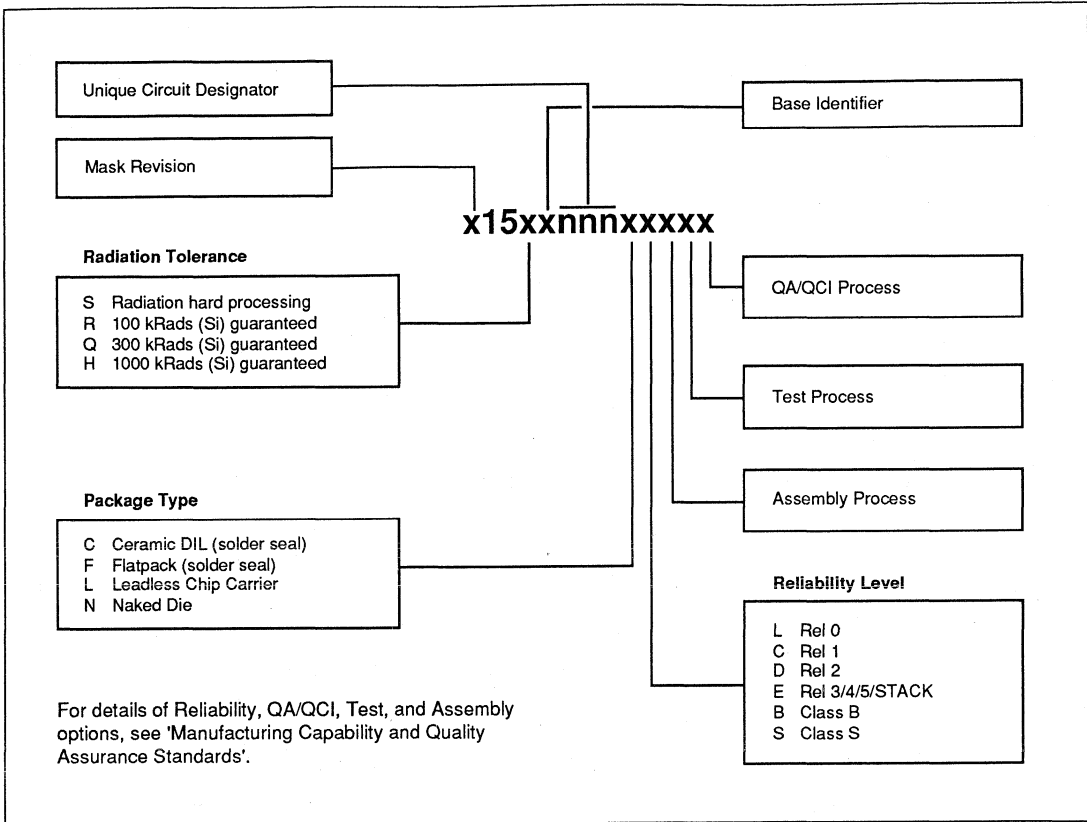 Unique Circuit Designator
Base Identifier
Mask Revision
x15xxnnnxxxxx
Radiation Tolerance
S Radiation hard processing
R 100 kRads (Si) guaranteed
Q 300 kRads (Si) guaranteed
H 1000 kRads (Si) guaranteed
QA/QCI Process
Test Process
Assembly Process
Package Type
C Ceramic DIL (solder seal)
F Flatpack (solder seal)
L Leadless Chip Carrier
N Naked Die
Reliability Level
L Rel 0
C Rel 1
D Rel 2
E Rel 3/4/5/STACK
B Class B
S Class S
For details of Reliability, QA/QCI, Test, and Assembly
options, see 'Manufacturing Capability and Quality
Assurance Standards'.